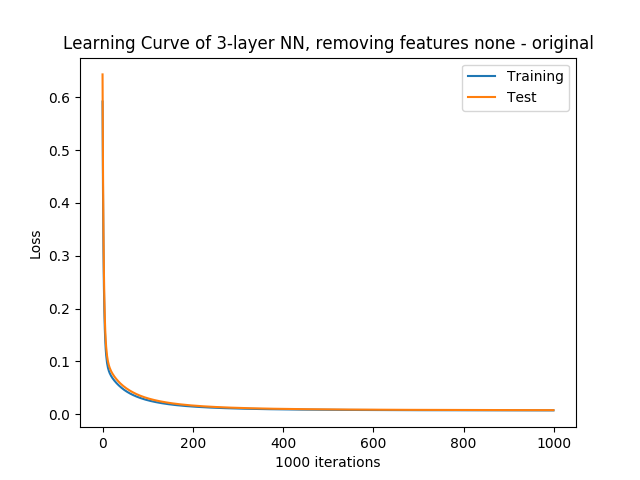 Learning Curve of 3-layer NN, removing features none - original
Training
Test
Loss
0.6
0.5
0.4
0.3
0.2
0.1
0.0
0 200 400 600 800 1000
1000 iterations